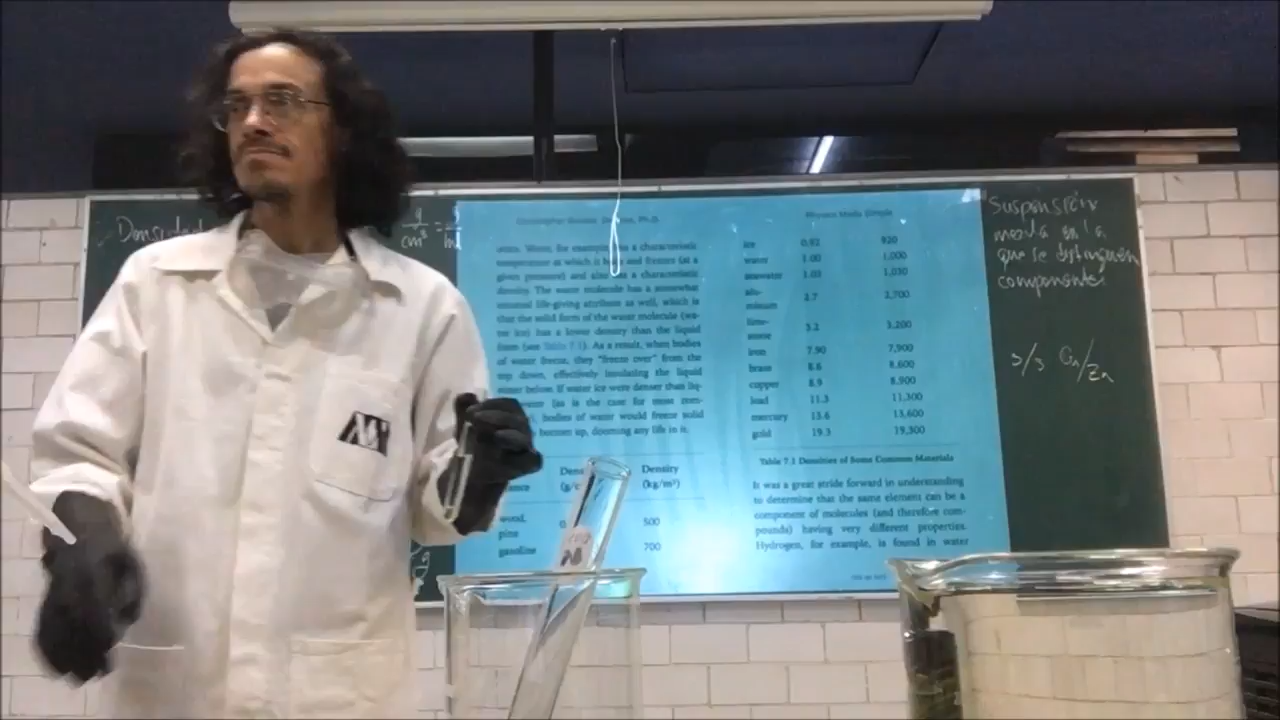 Densidad g/cm³ =
Christopher
Physics Made Simple
ature. Water, for example, has a characteristic
temperature at which it boils and freezes (at a
given pressure) and also has a characteristic
density. The water molecule has a somewhat
unusual life-giving attribute as well, which is
that the solid form of the water molecule (wa-
ter ice) has a lower density than the liquid
form (see Table 7.1). As a result, when bodies
of water freeze, they "freeze over" from the
top down, effectively insulating the liquid
water below. If water ice were denser than liq-
water (as is the case for most
bodies of water would freeze solid
bottom up, dooming any life in it.
Density
(kg/m³)
wood,
pine 500
gasoline 700
ice 0.92 920
water 1.00 1,000
seawater 1.03 1,030
alu-
minum 2.7 2,700
lime-
stone 3.2 3,200
iron 7.90 7,900
brass 8.6 8,600
copper 8.9 8,900
lead 11.3 11,300
mercury 13.6 13,600
gold 19.3 19,300
Table 7.1 Densities of Some Common Materials
It was a great stride forward in understanding
to determine that the same element can be a
component of molecules (and therefore com-
pounds) having very different properties.
Hydrogen, for example, is found in water
Suspensión
mezcla en la
que se distinguen
componentes
s/s Ga/Zn